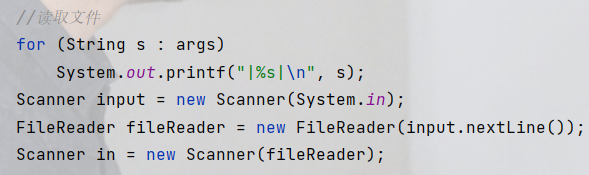 //读取文件
for (String s : args)
    System.out.printf("|%s|\n", s);
Scanner input = new Scanner(System.in);
FileReader fileReader = new FileReader(input.nextLine());
Scanner in = new Scanner(fileReader);